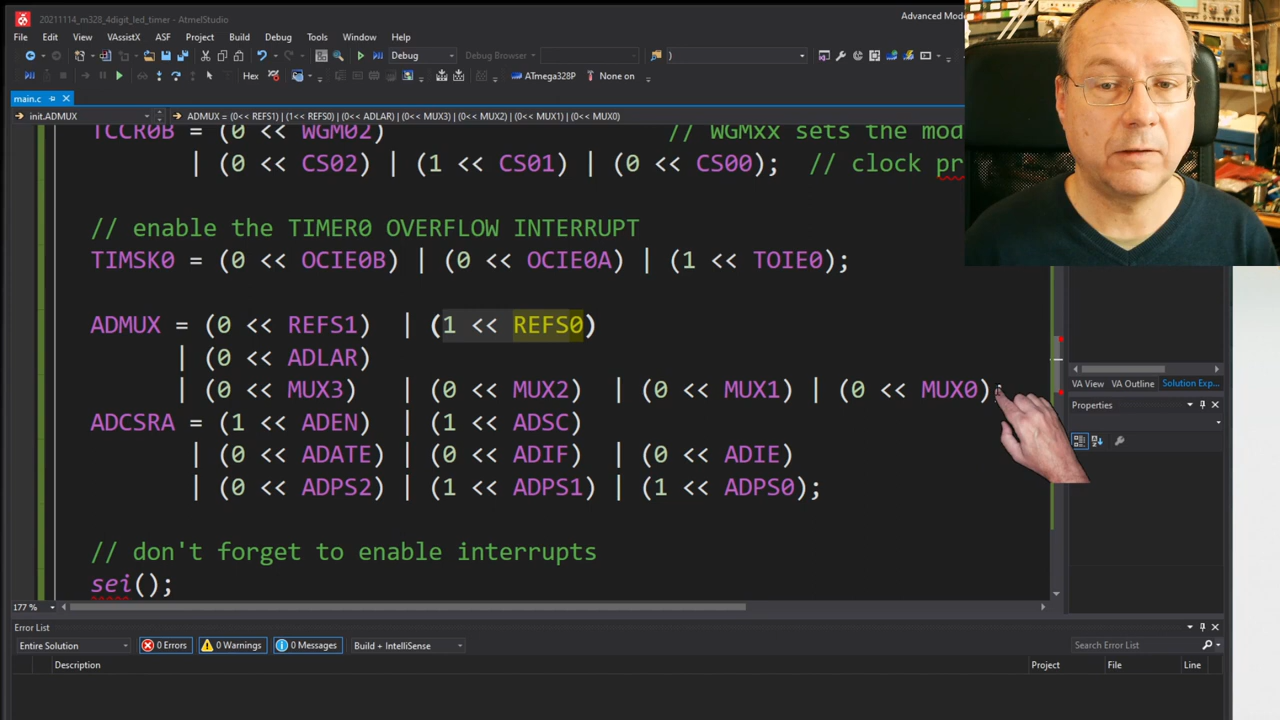 20211114_m328_4digit_led_timer - AtmelStudio
Advanced Mode
File Edit View VAssistX ASF Project Build Debug Tools Window Help
Debug Debug Browser )
Hex ATmega328P None on
main.c
init.ADMUX ADMUX = (0<< REFS1) | (1<< REFS0) | (0<< ADLAR) | (0<< MUX3) | (0<< MUX2) | (0<< MUX1) | (0<< MUX0)
TCCR0B = (0 << WGM02) // WGMxx sets the mod
| (0 << CS02) | (1 << CS01) | (0 << CS00); // clock pr
// enable the TIMER0 OVERFLOW INTERRUPT
TIMSK0 = (0 << OCIE0B) | (0 << OCIE0A) | (1 << TOIE0);
ADMUX = (0 << REFS1) | (1 << REFS0)
| (0 << ADLAR)
| (0 << MUX3) | (0 << MUX2) | (0 << MUX1) | (0 << MUX0);
ADCSRA = (1 << ADEN) | (1 << ADSC)
| (0 << ADATE) | (0 << ADIF) | (0 << ADIE)
| (0 << ADPS2) | (1 << ADPS1) | (1 << ADPS0);
// don't forget to enable interrupts
sei();
177 %
VA View VA Outline Solution Exp...
Properties
Error List
Entire Solution 0 Errors 0 Warnings 0 Messages Build + IntelliSense Search Error List
Description Project File Line